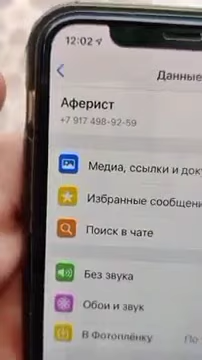 12:02
Данные
Аферист
+7 917 498-92-59
Медиа, ссылки и док
Избранные сообщени
Поиск в чате
Без звука
Обои и звук
В Фотоплёнку По